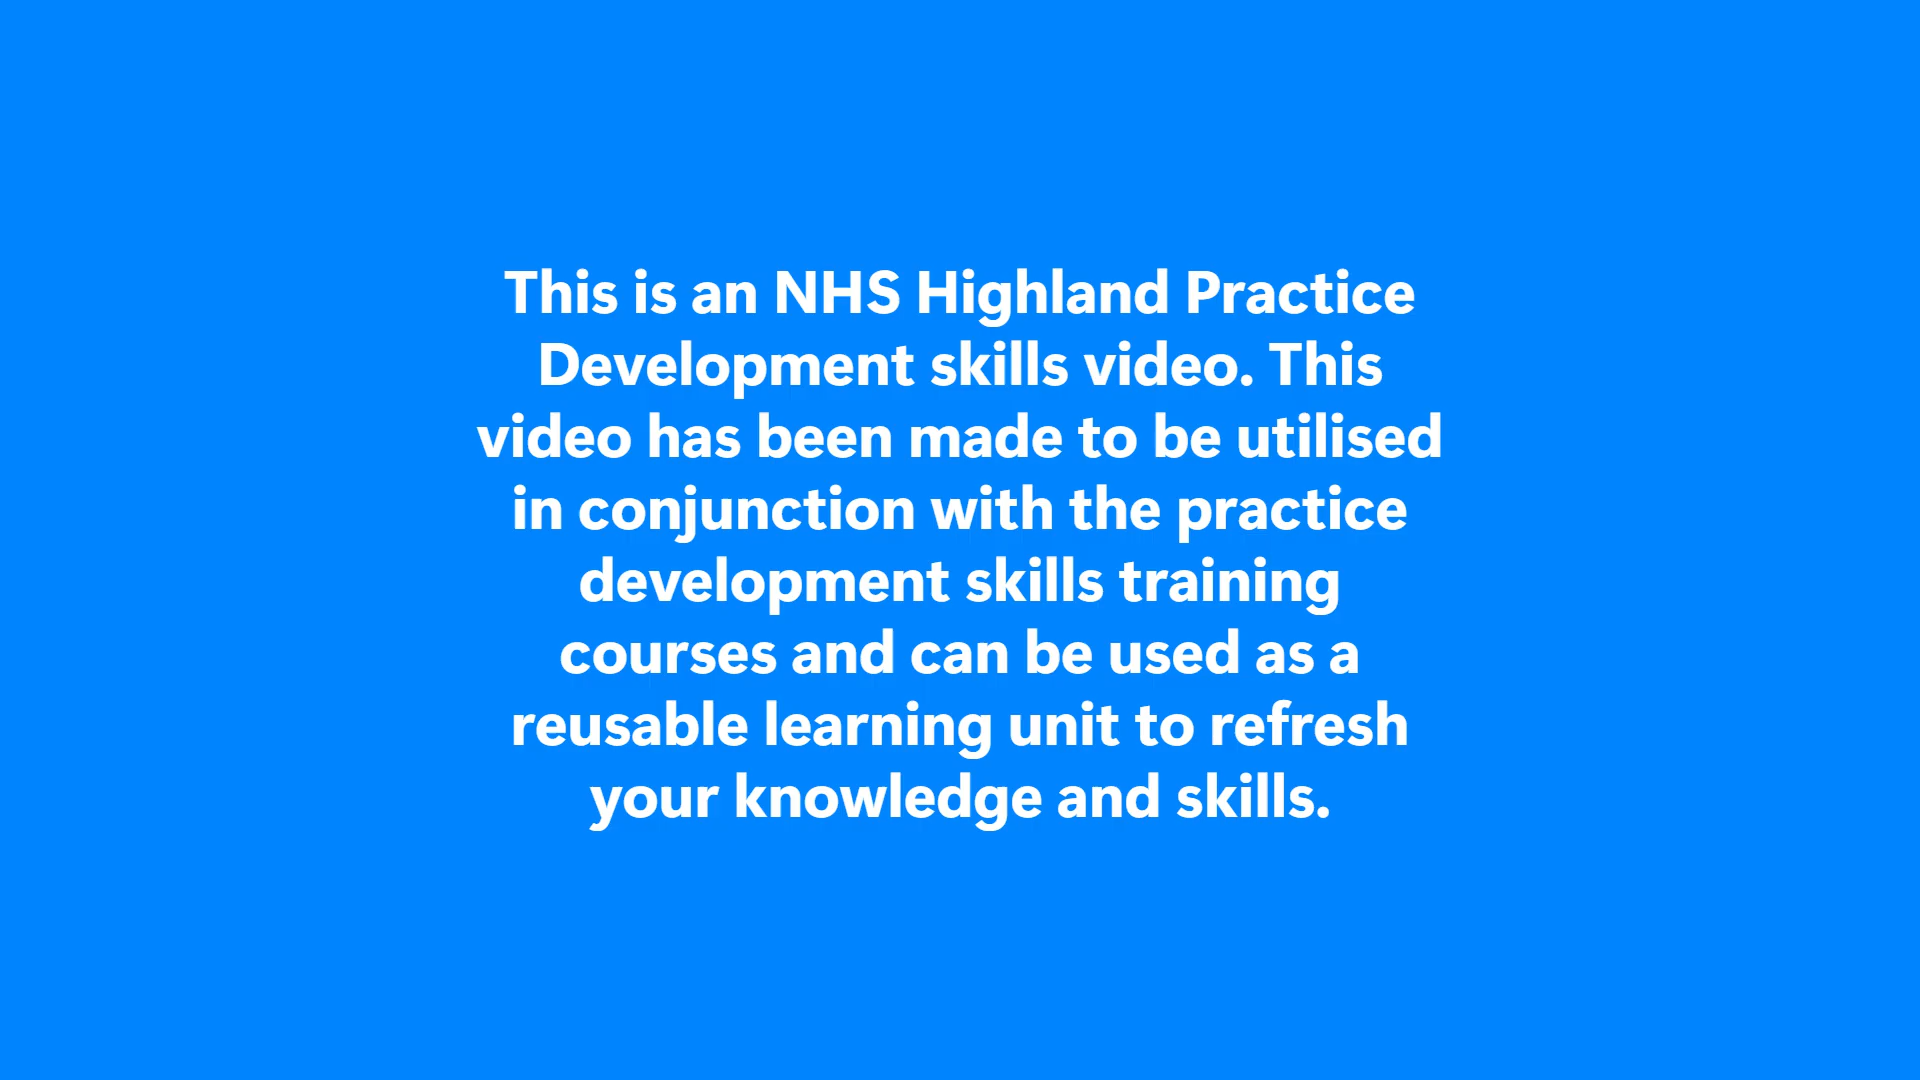 This is an NHS Highland Practice
Development skills video. This
video has been made to be utilised
in conjunction with the practice
development skills training
courses and can be used as a
reusable learning unit to refresh
your knowledge and skills.